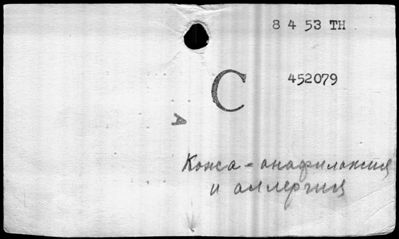 8 4 53 TH
452079
C
A
Кожа - анафилаксия
и аллергия